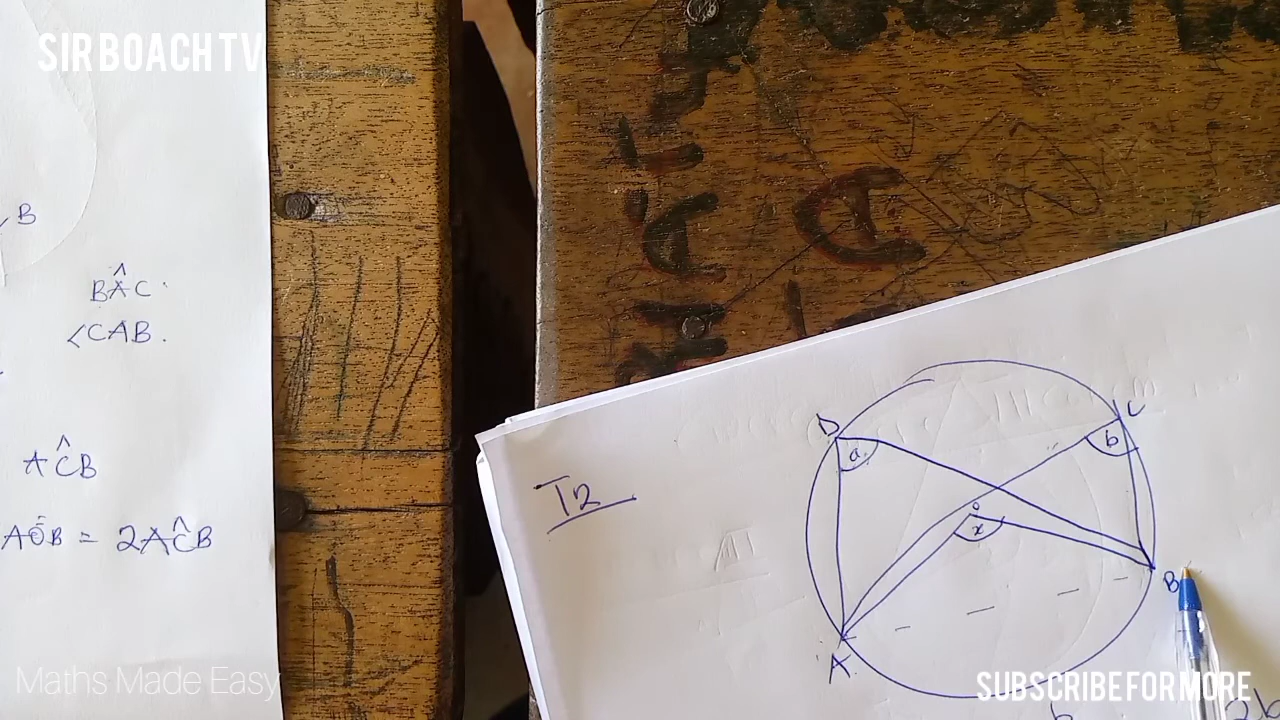 SIR BOACH TV
B
BÂC
<CAB.
AĈB
AÔB = 2AĈB
T2
D
C
a
b
o
x
B
A
Maths Made Easy
SUBSCRIBE FOR MORE
b